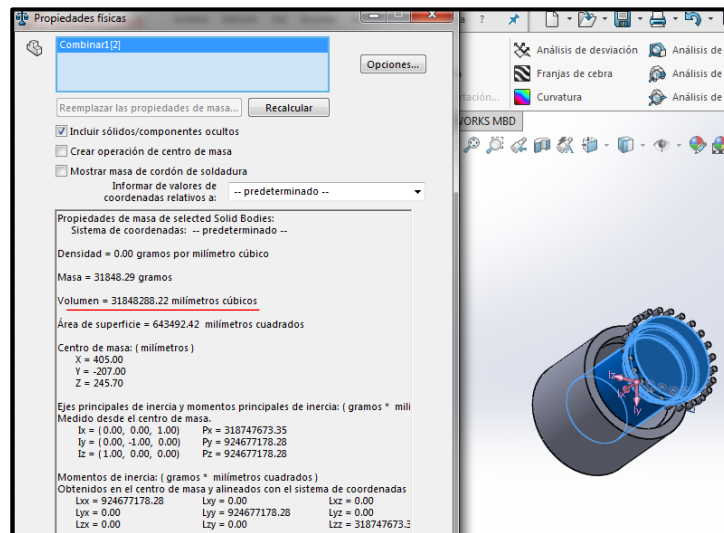 Propiedades físicas
?
Combinar1[2]
Opciones...
Reemplazar las propiedades de masa...
Recalcular
Incluir sólidos/componentes ocultos
Crear operación de centro de masa
Mostrar masa de cordón de soldadura
Informar de valores de
coordenadas relativos a:
-- predeterminado --
Propiedades de masa de selected Solid Bodies:
Sistema de coordenadas: -- predeterminado --
Densidad = 0.00 gramos por milímetro cúbico
Masa = 31848.29 gramos
Volumen = 31848288.22 milímetros cúbicos
Área de superficie = 643492.42 milímetros cuadrados
Centro de masa: ( milímetros )
X = 405.00
Y = -207.00
Z = 245.70
Ejes principales de inercia y momentos principales de inercia: ( gramos * mili
Medido desde el centro de masa.
Ix = ( 0.00, 0.00, 1.00) Px = 318747673.35
Iy = ( 0.00, -1.00, 0.00) Py = 924677178.28
Iz = ( 1.00, 0.00, 0.00) Pz = 924677178.28
Momentos de inercia: ( gramos * milímetros cuadrados )
Obtenidos en el centro de masa y alineados con el sistema de coordenadas
Lxx = 924677178.28 Lxy = 0.00 Lxz = 0.00
Lyx = 0.00 Lyy = 924677178.28 Lyz = 0.00
Lzx = 0.00 Lzy = 0.00 Lzz = 318747673.3
Análisis de desviación
Análisis de
Franjas de cebra
Análisis de
Curvatura
Análisis de
WORKS MBD
Iz
Iy